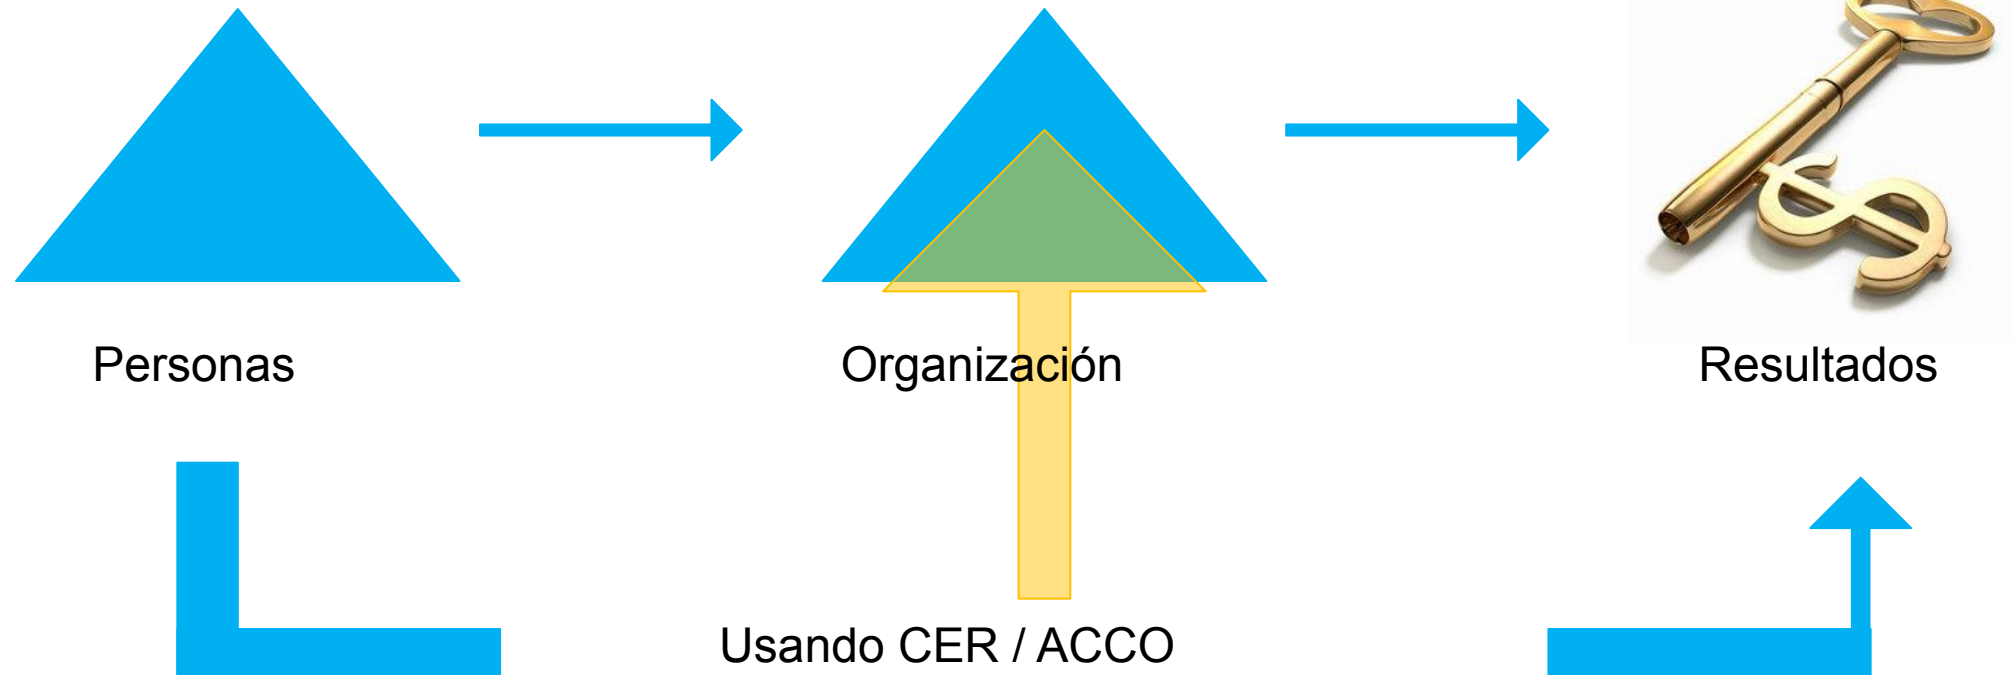 Personas
Organización
Resultados
Usando CER / ACCO